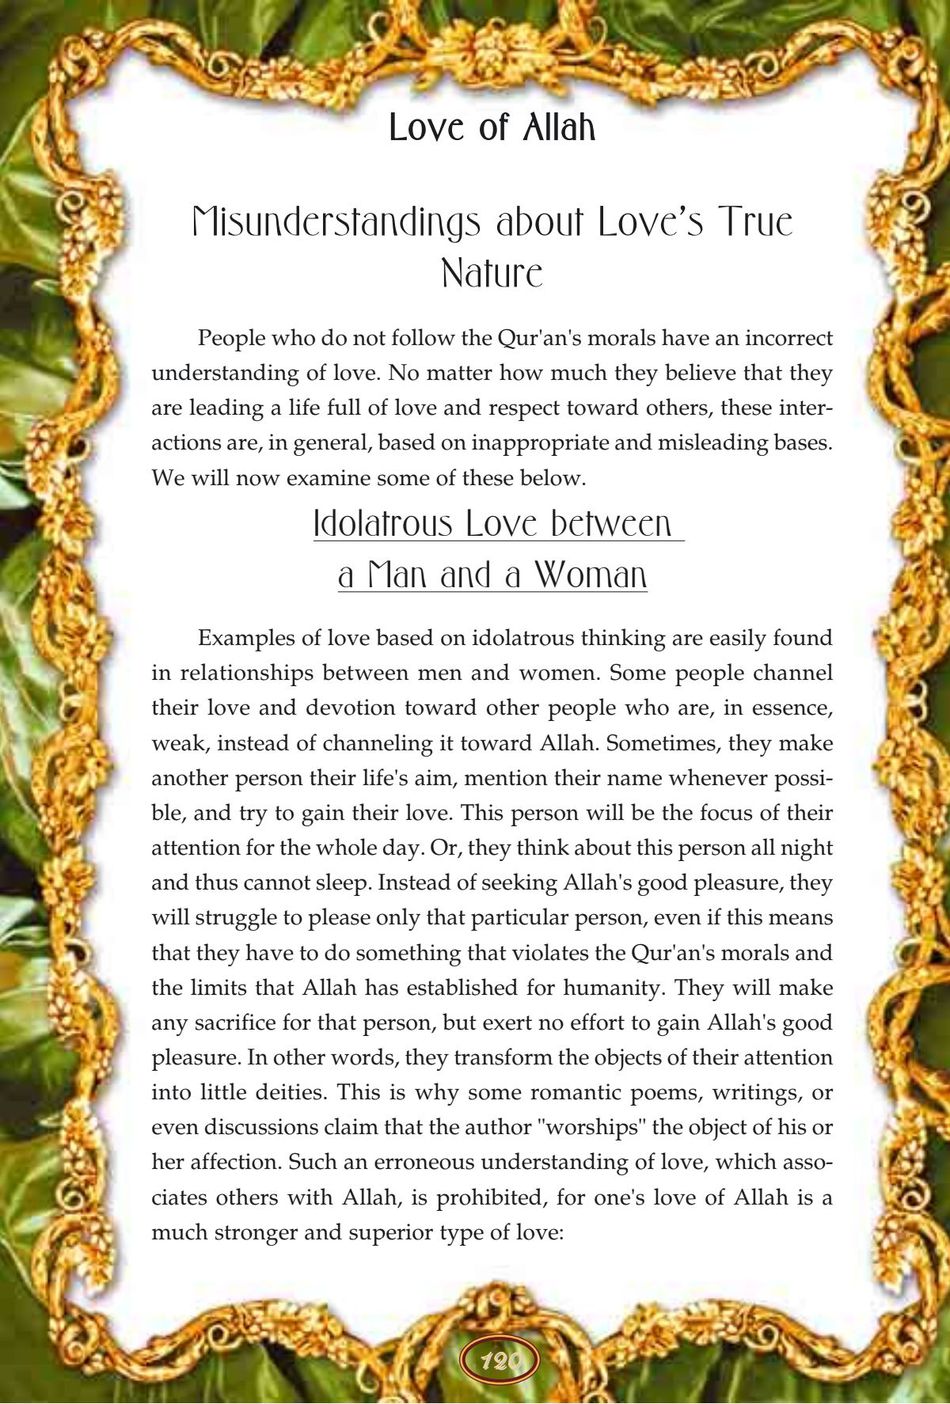 Love of Allah
Misunderstandings about Love's True
Nature
People who do not follow the Qur'an's morals have an incorrect
understanding of love. No matter how much they believe that they
are leading a life full of love and respect toward others, these inter-
actions are, in general, based on inappropriate and misleading bases.
We will now examine some of these below.
Idolatrous Love between
a Man and a Woman
Examples of love based on idolatrous thinking are easily found
in relationships between men and women. Some people channel
their love and devotion toward other people who are, in essence,
weak, instead of channeling it toward Allah. Sometimes, they make
another person their life's aim, mention their name whenever possi-
ble, and try to gain their love. This person will be the focus of their
attention for the whole day. Or, they think about this person all night
and thus cannot sleep. Instead of seeking Allah's good pleasure, they
will struggle to please only that particular person, even if this means
that they have to do something that violates the Qur'an's morals and
the limits that Allah has established for humanity. They will make
any sacrifice for that person, but exert no effort to gain Allah's good
pleasure. In other words, they transform the objects of their attention
into little deities. This is why some romantic poems, writings, or
even discussions claim that the author "worships" the object of his or
her affection. Such an erroneous understanding of love, which asso-
ciates others with Allah, is prohibited, for one's love of Allah is a
much stronger and superior type of love:
120